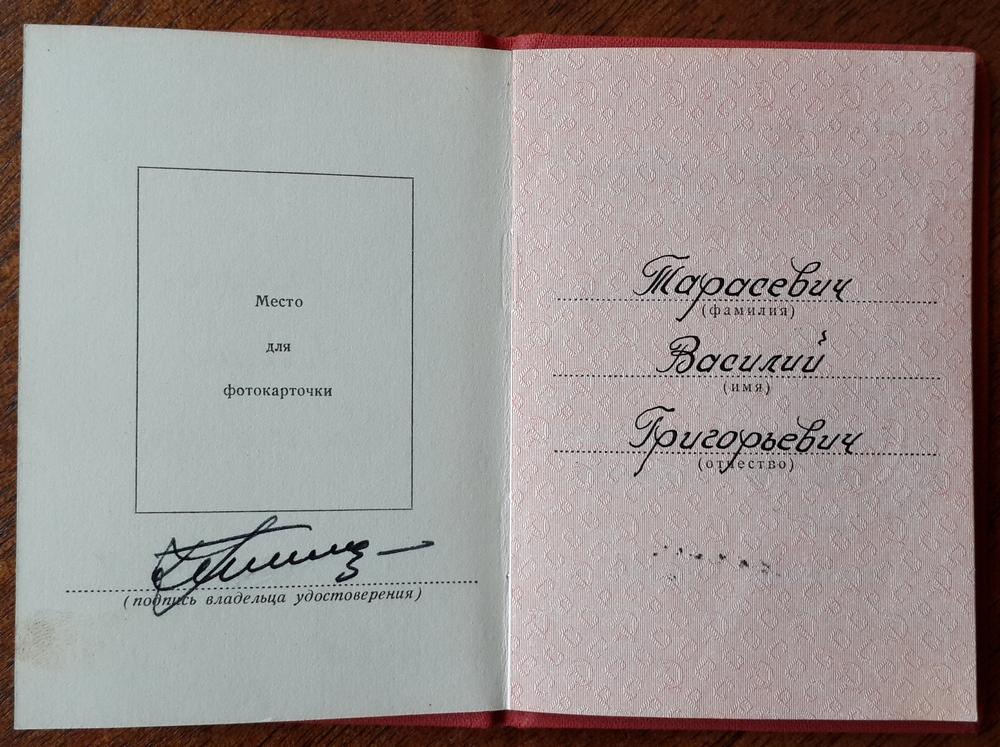 Место
для
фотокарточки
(подпись владельца удостоверения)
Тарасевич
(фамилия)
Василий
(имя)
Григорьевич
(отчество)